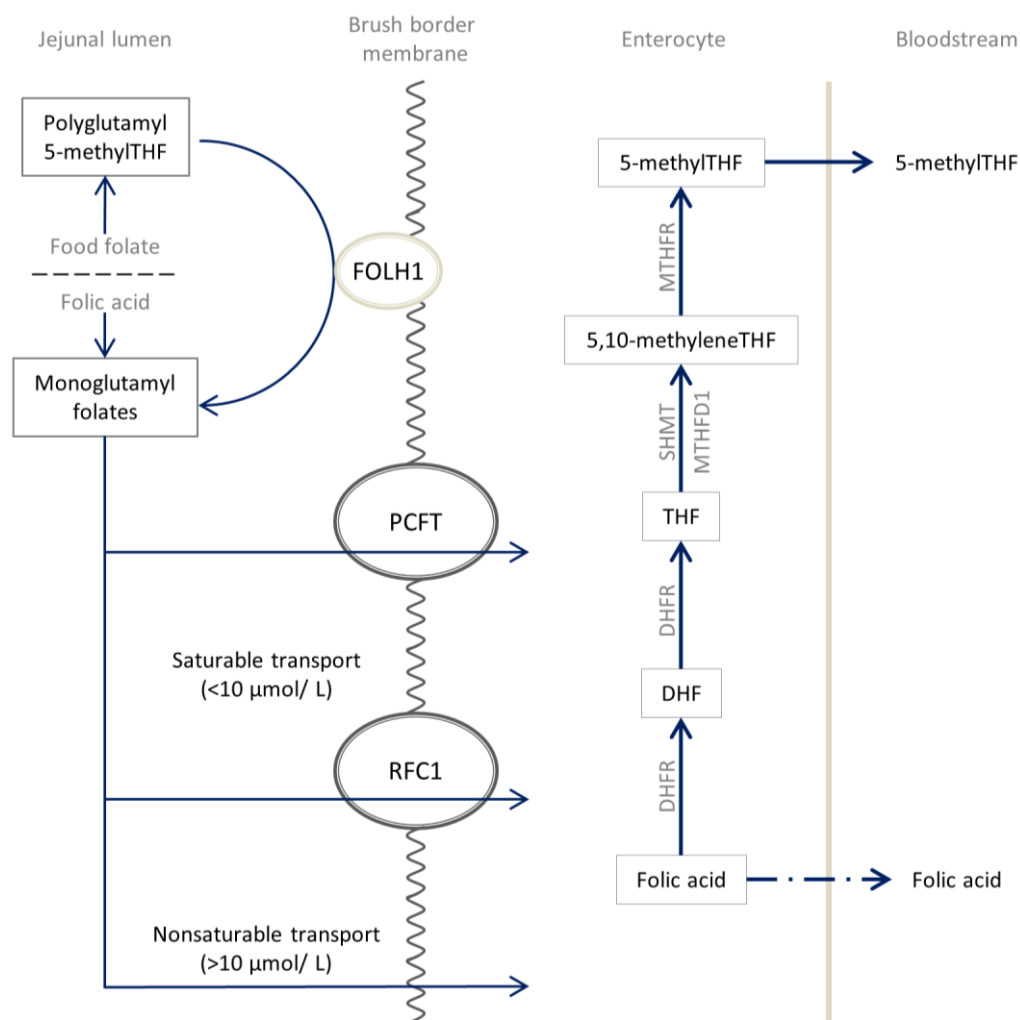 Jejunal lumen
Brush border
membrane
Enterocyte
Bloodstream
Polyglutamyl
5-methylTHF
Food folate
Folic acid
Monoglutamyl
folates
FOLH1
PCFT
Saturable transport
(<10 µmol/ L)
RFC1
Nonsaturable transport
(>10 µmol/ L)
5-methylTHF
5-methylTHF
MTHFR
5,10-methyleneTHF
SHMT
MTHFD1
THF
DHFR
DHF
DHFR
Folic acid
Folic acid